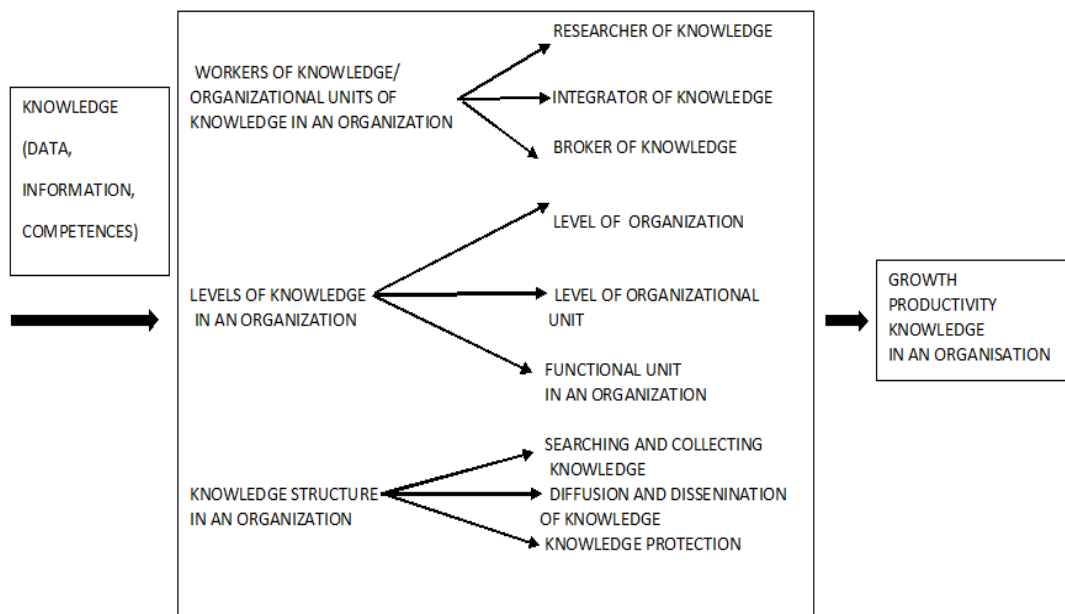 KNOWLEDGE
(DATA,
INFORMATION,
COMPETENCES)
WORKERS OF KNOWLEDGE/
ORGANIZATIONAL UNITS OF
KNOWLEDGE IN AN ORGANIZATION
RESEARCHER OF KNOWLEDGE
INTEGRATOR OF KNOWLEDGE
BROKER OF KNOWLEDGE
LEVELS OF KNOWLEDGE
IN AN ORGANIZATION
LEVEL OF ORGANIZATION
LEVEL OF ORGANIZATIONAL
UNIT
FUNCTIONAL UNIT
IN AN ORGANIZATION
KNOWLEDGE STRUCTURE
IN AN ORGANIZATION
SEARCHING AND COLLECTING
KNOWLEDGE
DIFFUSION AND DISSENINATION
OF KNOWLEDGE
KNOWLEDGE PROTECTION
GROWTH
PRODUCTIVITY
KNOWLEDGE
IN AN ORGANISATION